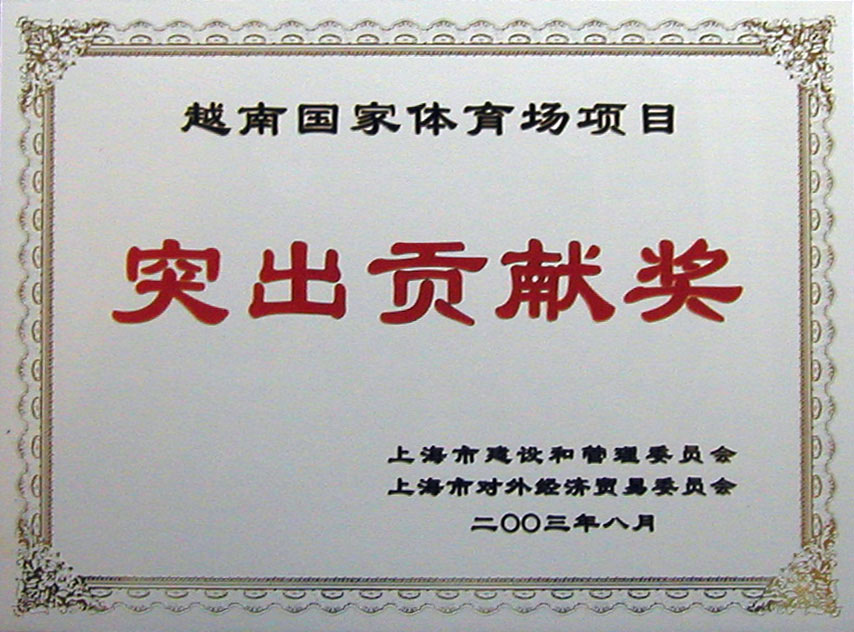 越南国家体育场项目
突出贡献奖
上海市建设和管理委员会
上海市对外经济贸易委员会
二〇〇三年八月